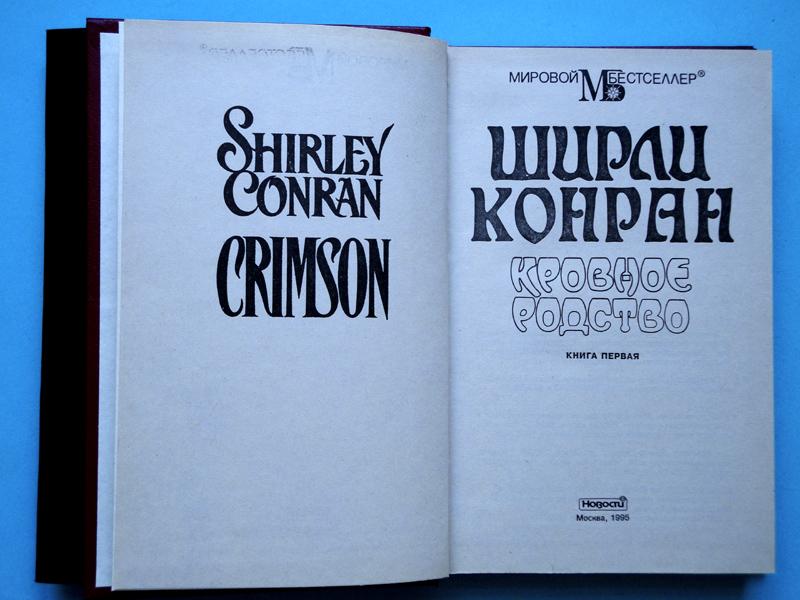 SHIRLEY
CONRAN
CRIMSON
МИРОВОЙ МБ БЕСТСЕЛЛЕР®
ШИРЛИ
КОНРАН
КРОВНОЕ
РОДСТВО
КНИГА ПЕРВАЯ
Новости
Москва, 1995